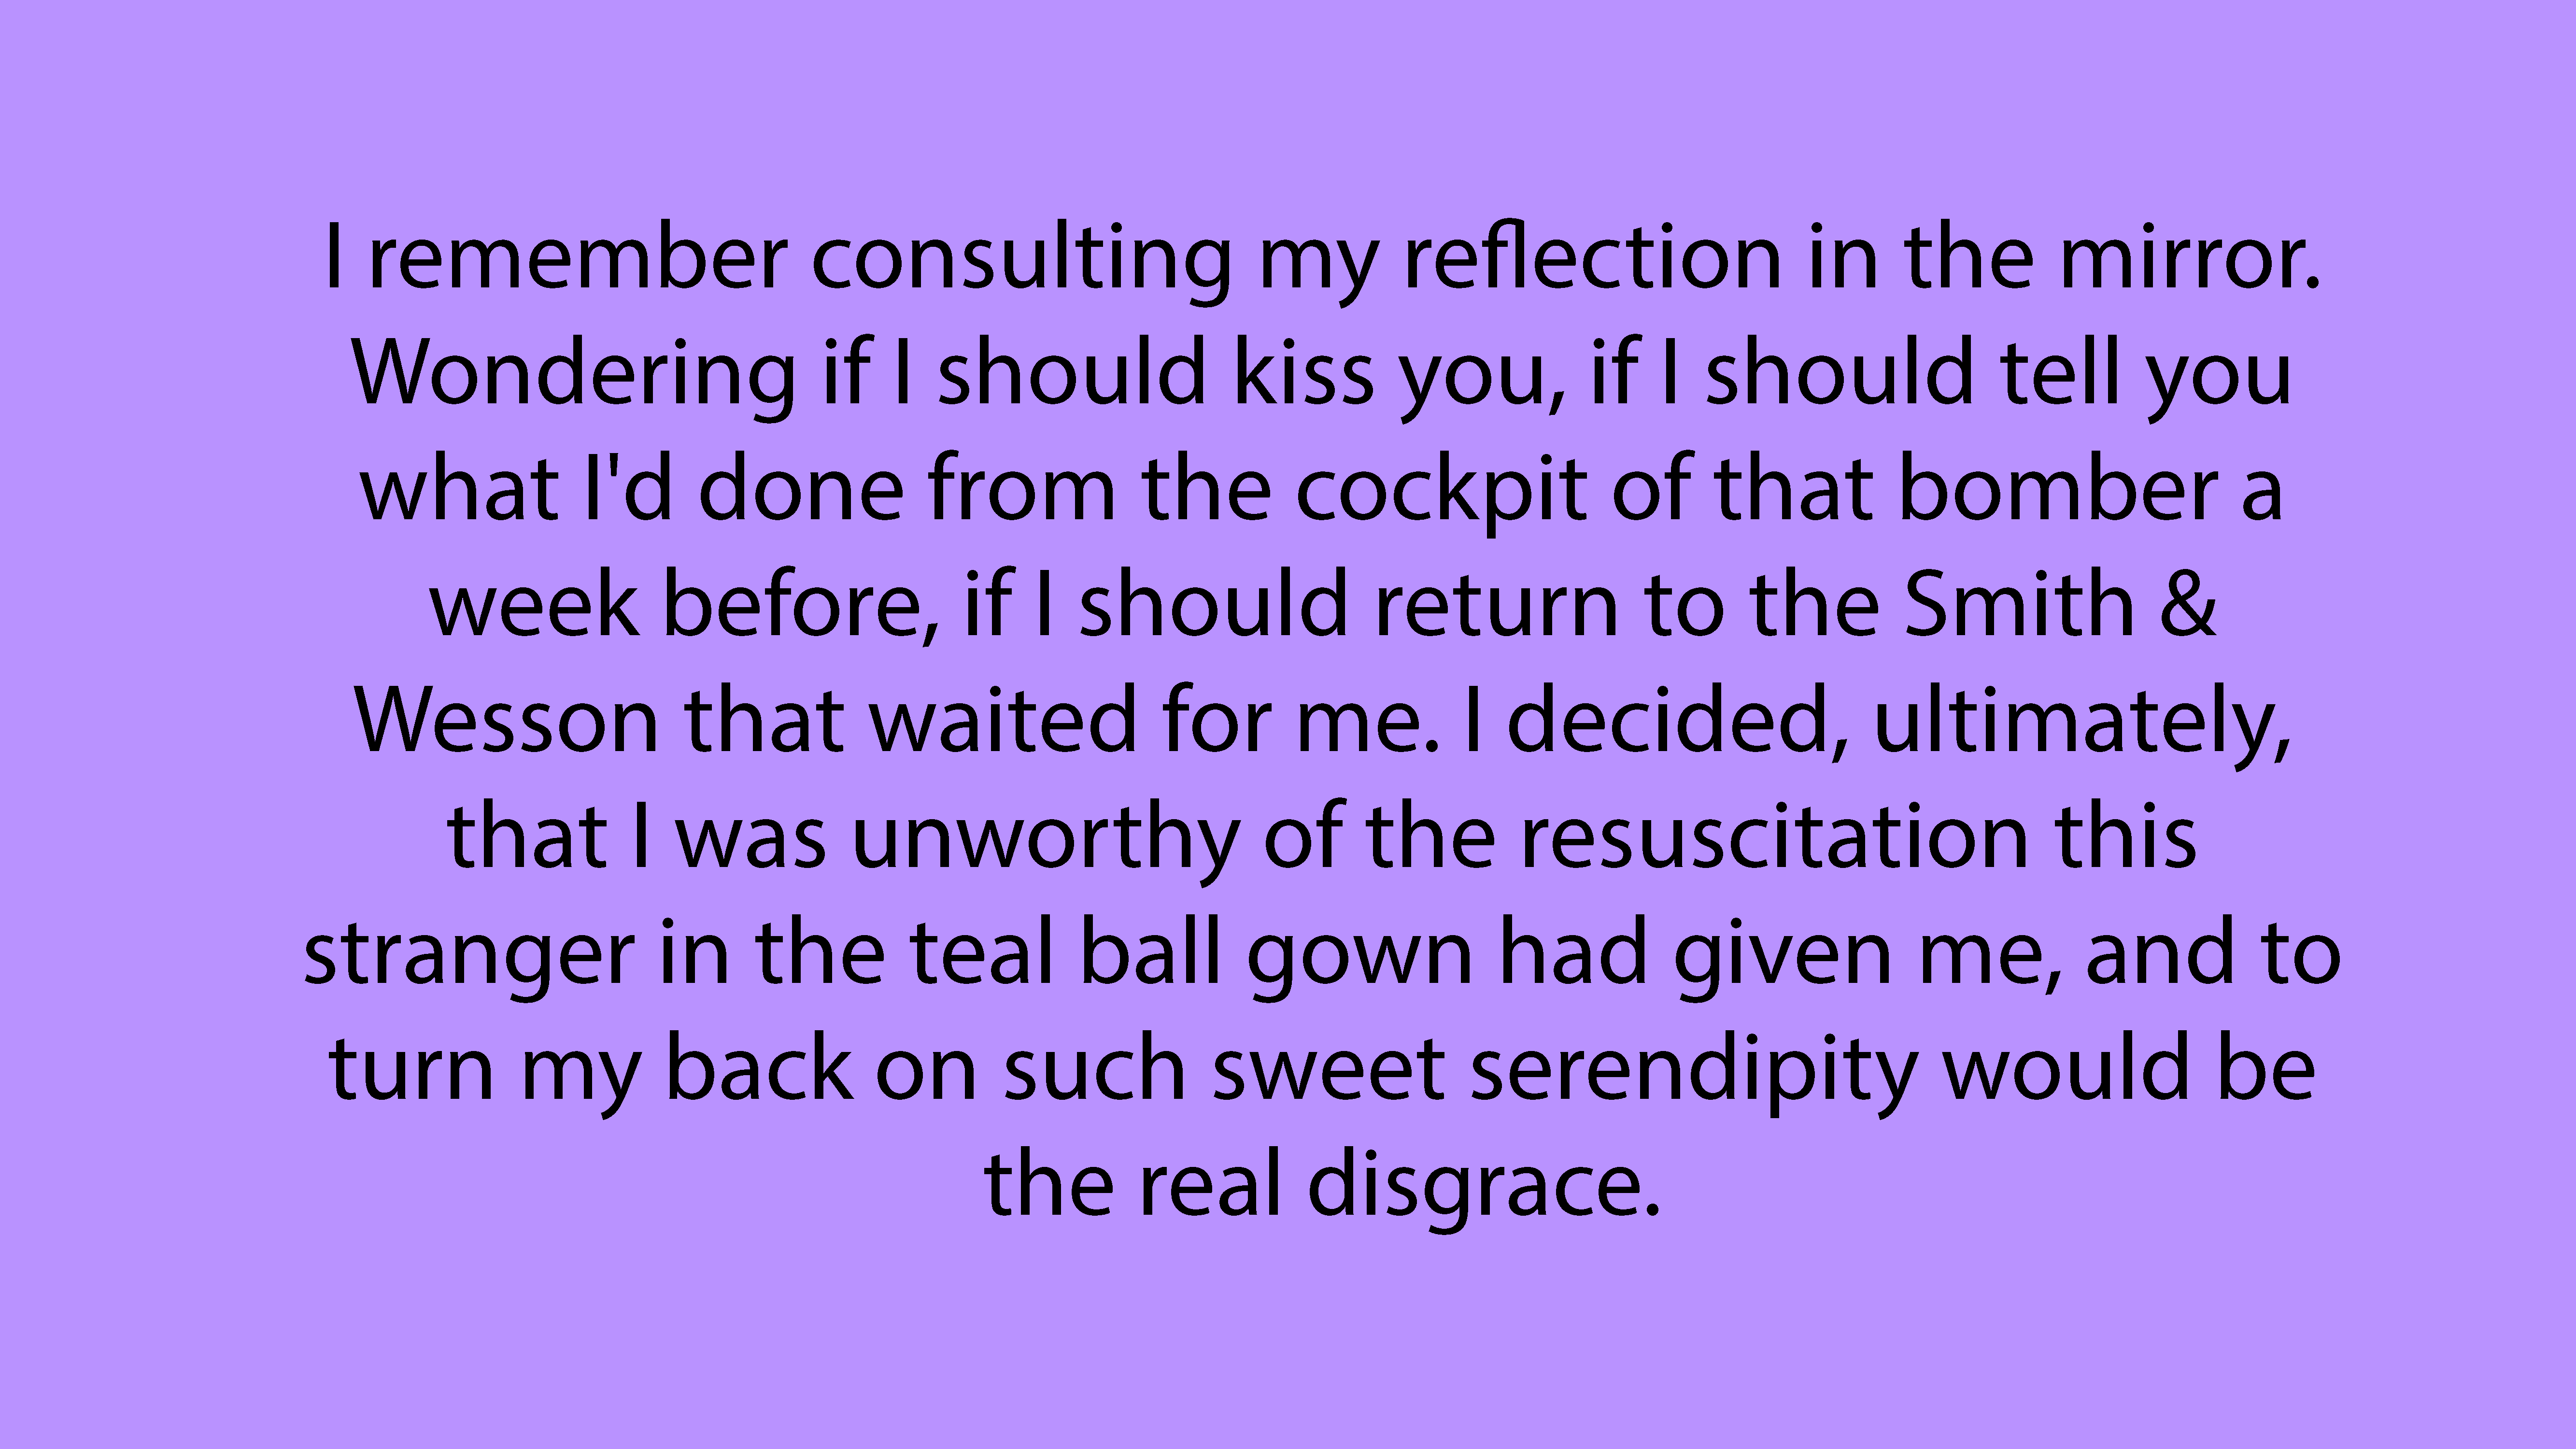 I remember consulting my reflection in the mirror.
Wondering if I should kiss you, if I should tell you
what I'd done from the cockpit of that bomber a
week before, if I should return to the Smith &
Wesson that waited for me. I decided, ultimately,
that I was unworthy of the resuscitation this
stranger in the teal ball gown had given me, and to
turn my back on such sweet serendipity would be
the real disgrace.